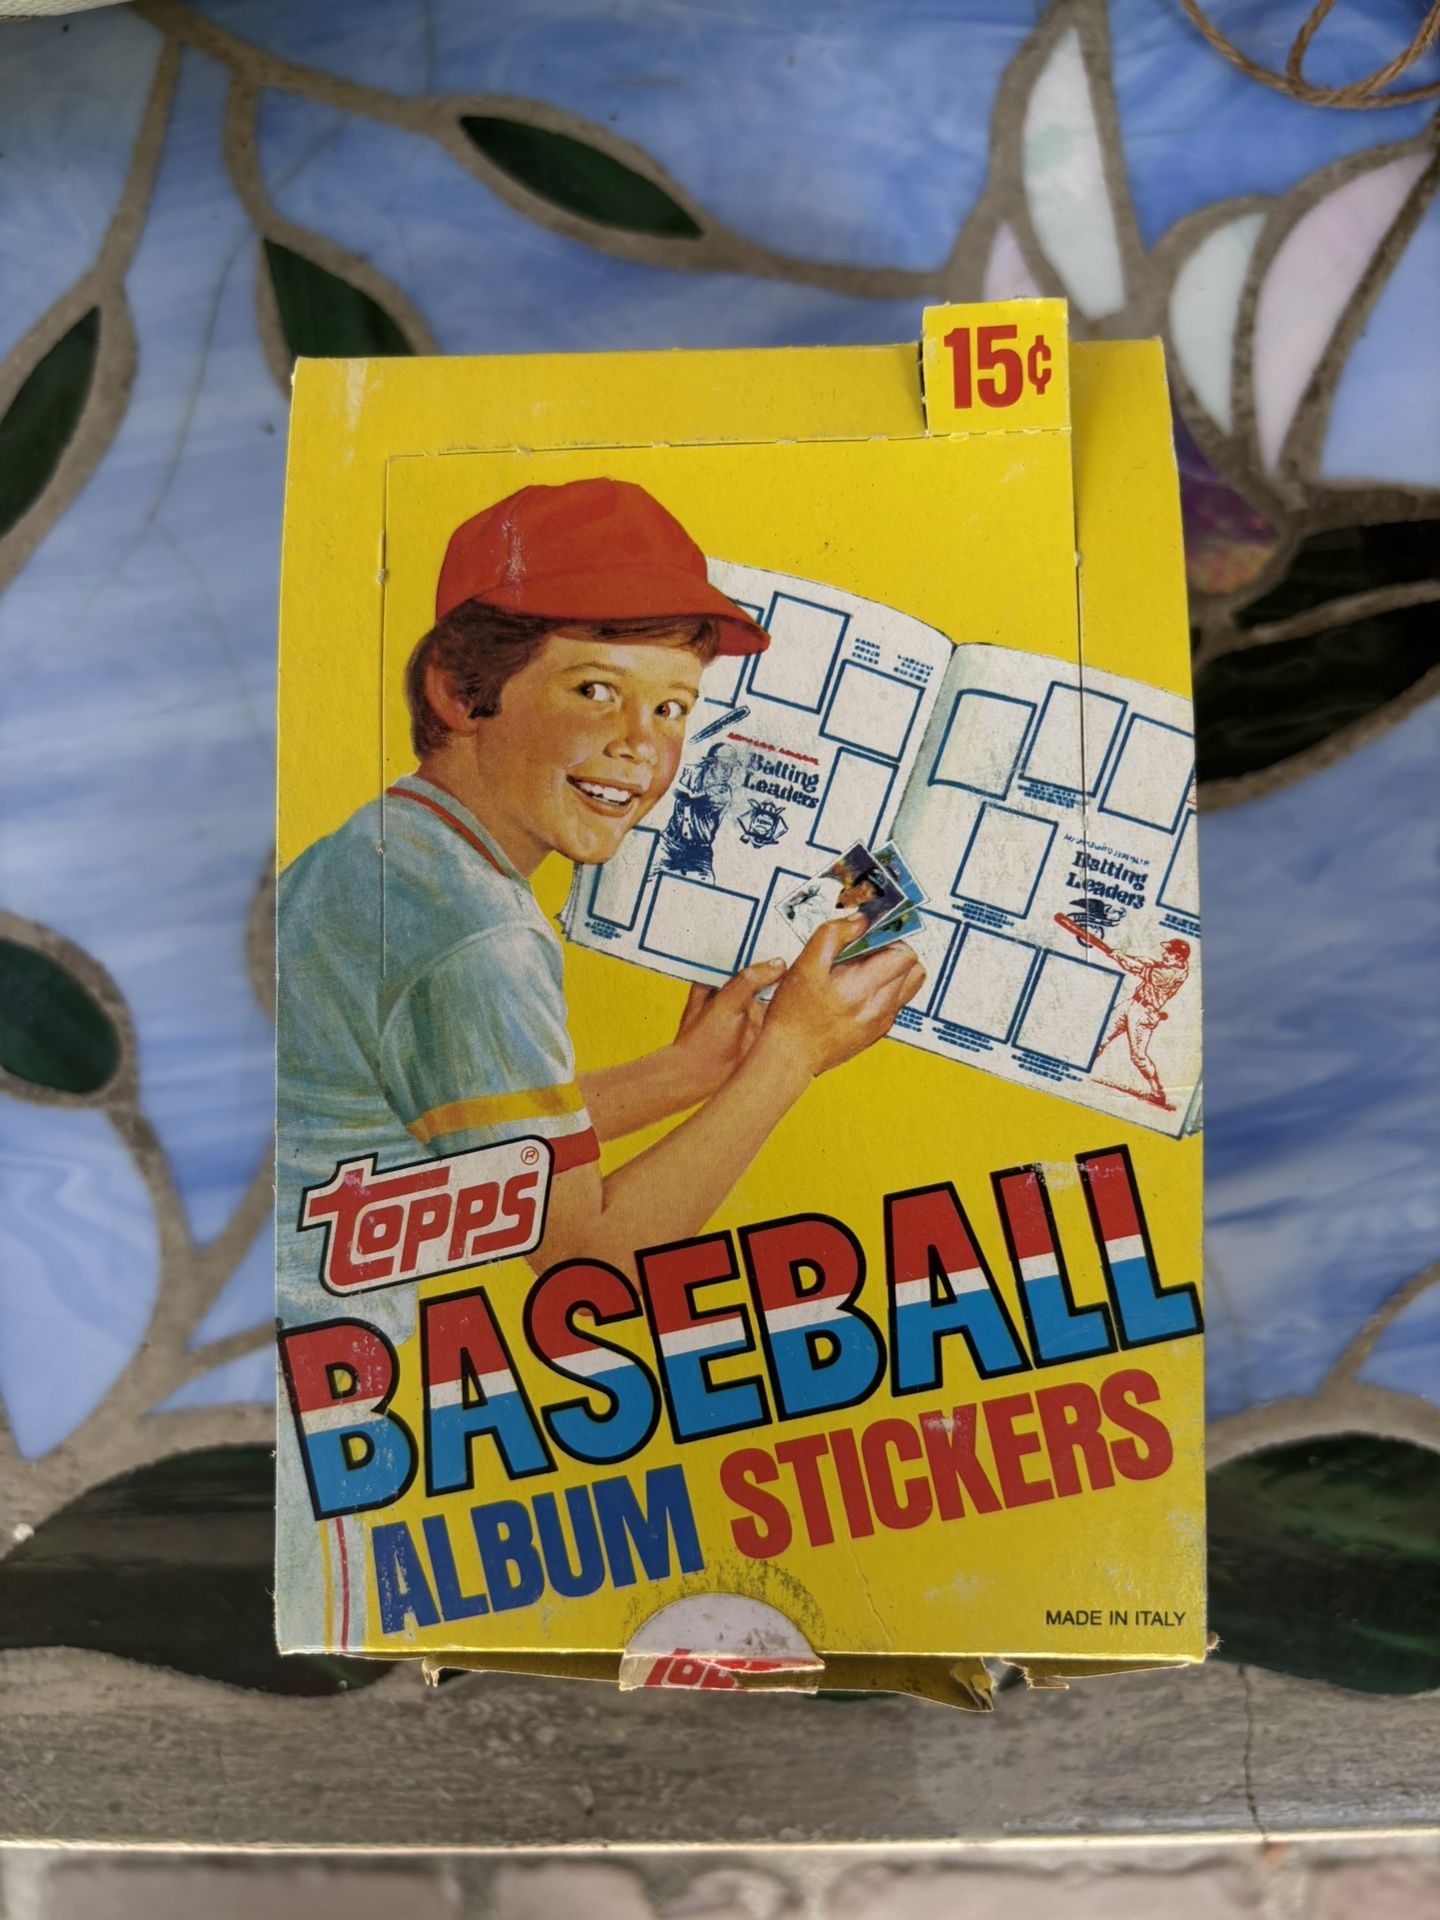 15¢
Batting
Leaders
Batting
Leaders
Topps®
BASEBALL
ALBUM STICKERS
MADE IN ITALY